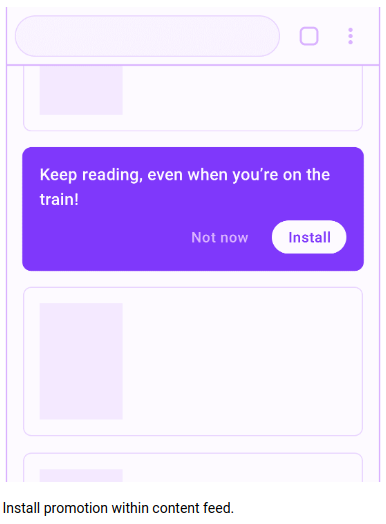 Keep reading, even when you’re on the
train!
Not now
Install
Install promotion within content feed.